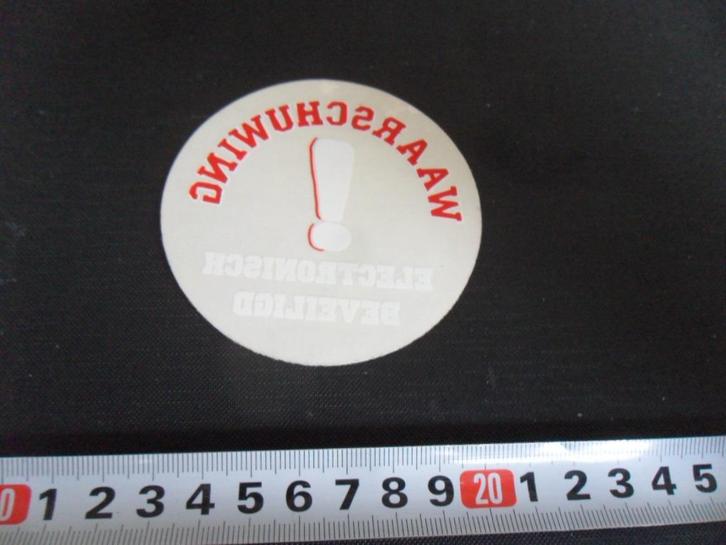 WAARSCHUWING
!
ELECTRONISCH
BEVEILIGD
0 1 2 3 4 5 6 7 8 9 20 1 2 3 4 5